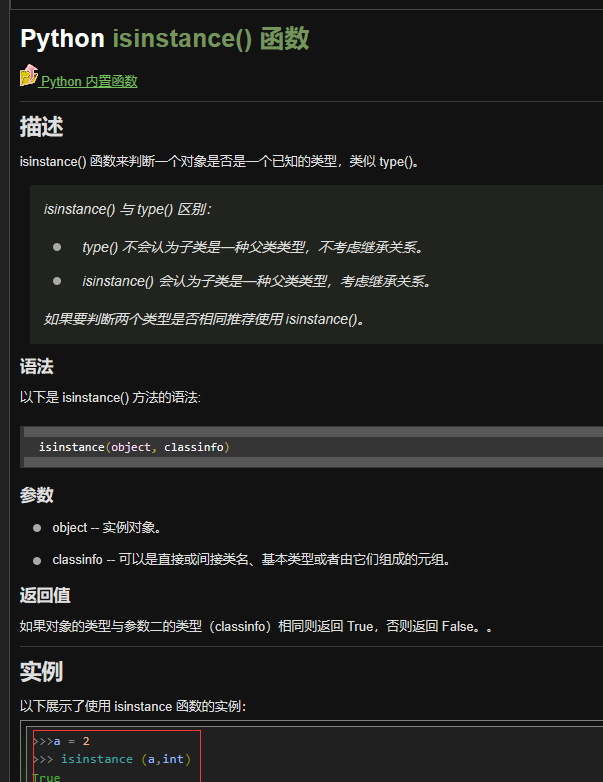 Python isinstance() 函数
Python 内置函数
描述
isinstance() 函数来判断一个对象是否是一个已知的类型，类似 type()。
isinstance() 与 type() 区别：
type() 不会认为子类是一种父类类型，不考虑继承关系。
isinstance() 会认为子类是一种父类类型，考虑继承关系。
如果要判断两个类型是否相同推荐使用 isinstance()。
语法
以下是 isinstance() 方法的语法:
isinstance(object, classinfo)
参数
object -- 实例对象。
classinfo -- 可以是直接或间接类名、基本类型或者由它们组成的元组。
返回值
如果对象的类型与参数二的类型（classinfo）相同则返回 True，否则返回 False。。
实例
以下展示了使用 isinstance 函数的实例：
>>>a = 2
>>> isinstance (a,int)
True